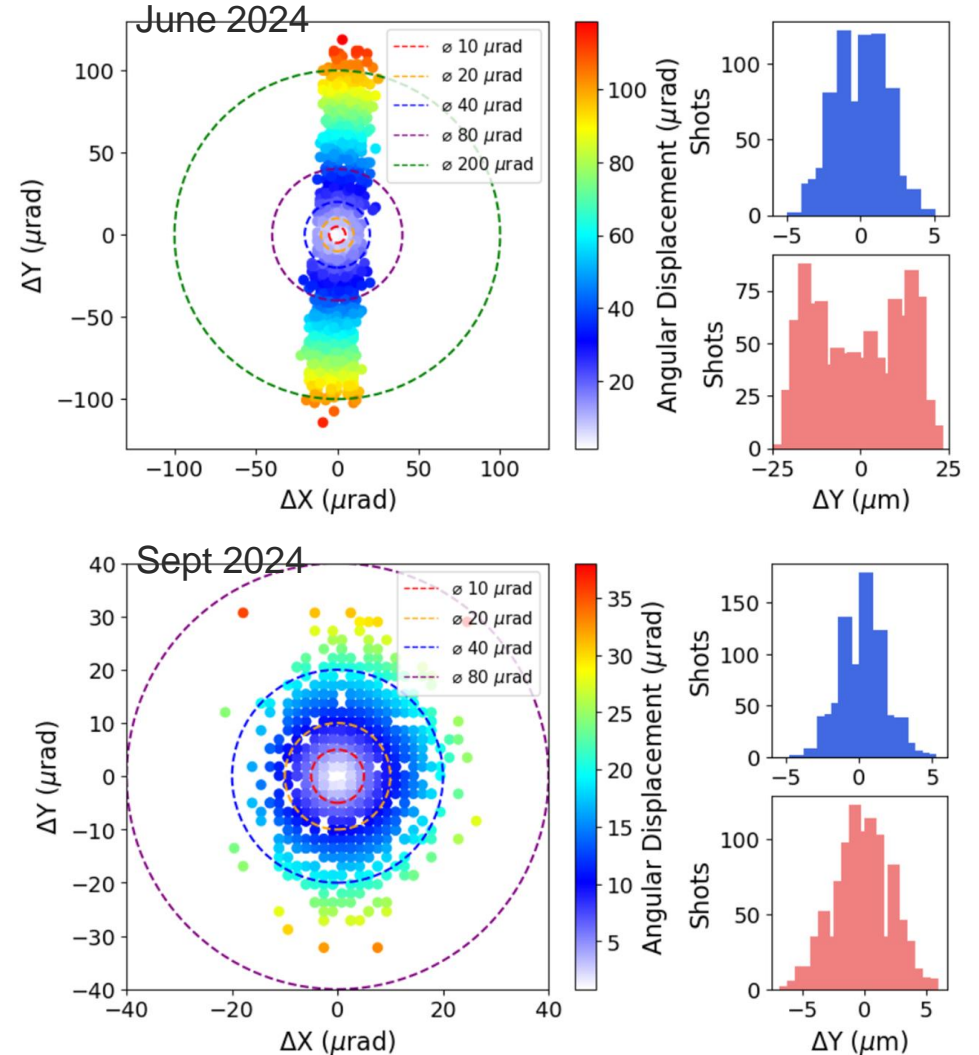 June 2024
ø 10 μrad
ø 20 μrad
ø 40 μrad
ø 80 μrad
ø 200 μrad
100
50
0
−50
−100
ΔY (μrad)
−100 −50 0 50 100
ΔX (μrad)
100
80
60
40
20
Angular Displacement (μrad)
100
50
0
Shots
−5 0 5
75
50
25
0
Shots
−25 0 25
ΔY (μm)
Sept 2024
ø 10 μrad
ø 20 μrad
ø 40 μrad
ø 80 μrad
40
30
20
10
0
−10
−20
−30
−40
ΔY (μrad)
−40 −20 0 20 40
ΔX (μrad)
35
30
25
20
15
10
5
Angular Displacement (μrad)
150
100
50
0
Shots
−5 0 5
100
50
0
Shots
−5 0 5
ΔY (μm)